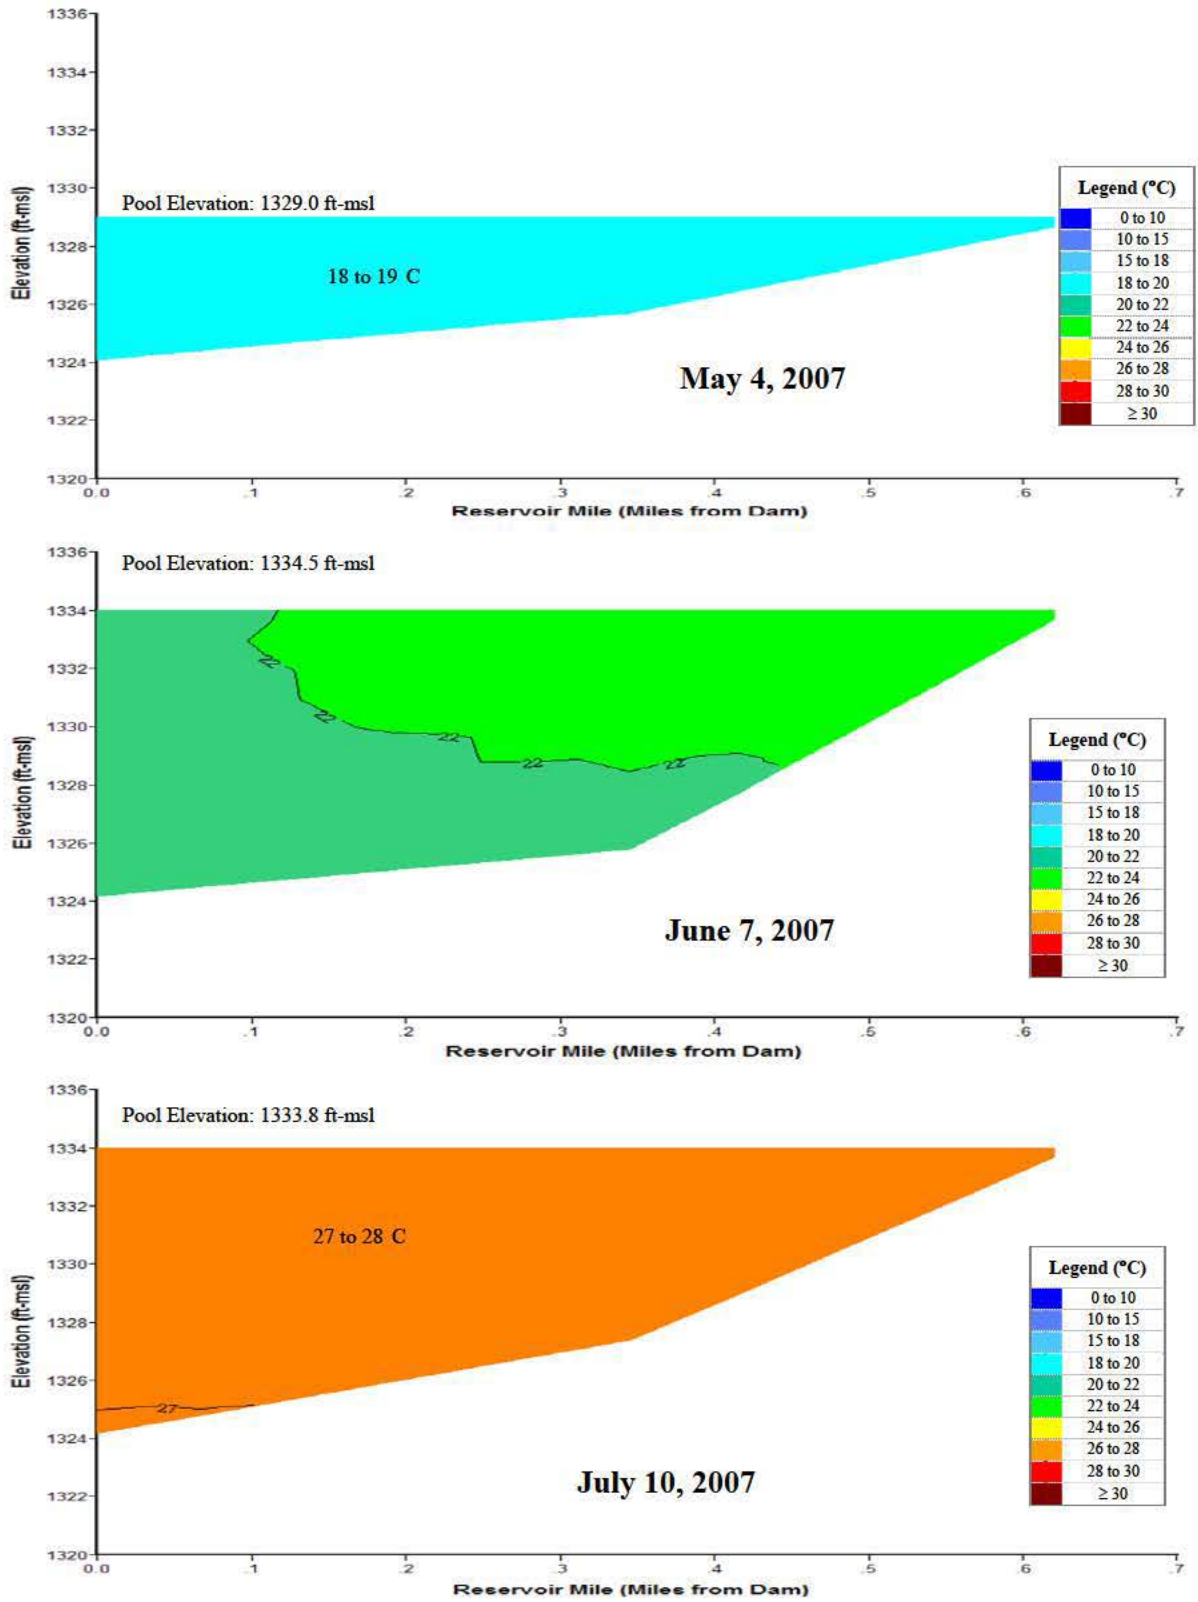 1336
1334
1332
1330
Pool Elevation: 1329.0 ft-msl
1328
18 to 19 C
1326
1324
1322
1320
Elevation (ft-msl)
May 4, 2007
Legend (°C)
0 to 10
10 to 15
15 to 18
18 to 20
20 to 22
22 to 24
24 to 26
26 to 28
28 to 30
≥ 30
0.0 .1 .2 .3 .4 .5 .6 .7
Reservoir Mile (Miles from Dam)
1336
Pool Elevation: 1334.5 ft-msl
1334
1332
1330
1328
1326
1324
1322
1320
Elevation (ft-msl)
22
22
22
22
22
June 7, 2007
Legend (°C)
0 to 10
10 to 15
15 to 18
18 to 20
20 to 22
22 to 24
24 to 26
26 to 28
28 to 30
≥ 30
0.0 .1 .2 .3 .4 .5 .6 .7
Reservoir Mile (Miles from Dam)
1336
Pool Elevation: 1333.8 ft-msl
1334
1332
27 to 28 C
1330
1328
1326
27
1324
1322
1320
Elevation (ft-msl)
July 10, 2007
Legend (°C)
0 to 10
10 to 15
15 to 18
18 to 20
20 to 22
22 to 24
24 to 26
26 to 28
28 to 30
≥ 30
0.0 .1 .2 .3 .4 .5 .6 .7
Reservoir Mile (Miles from Dam)